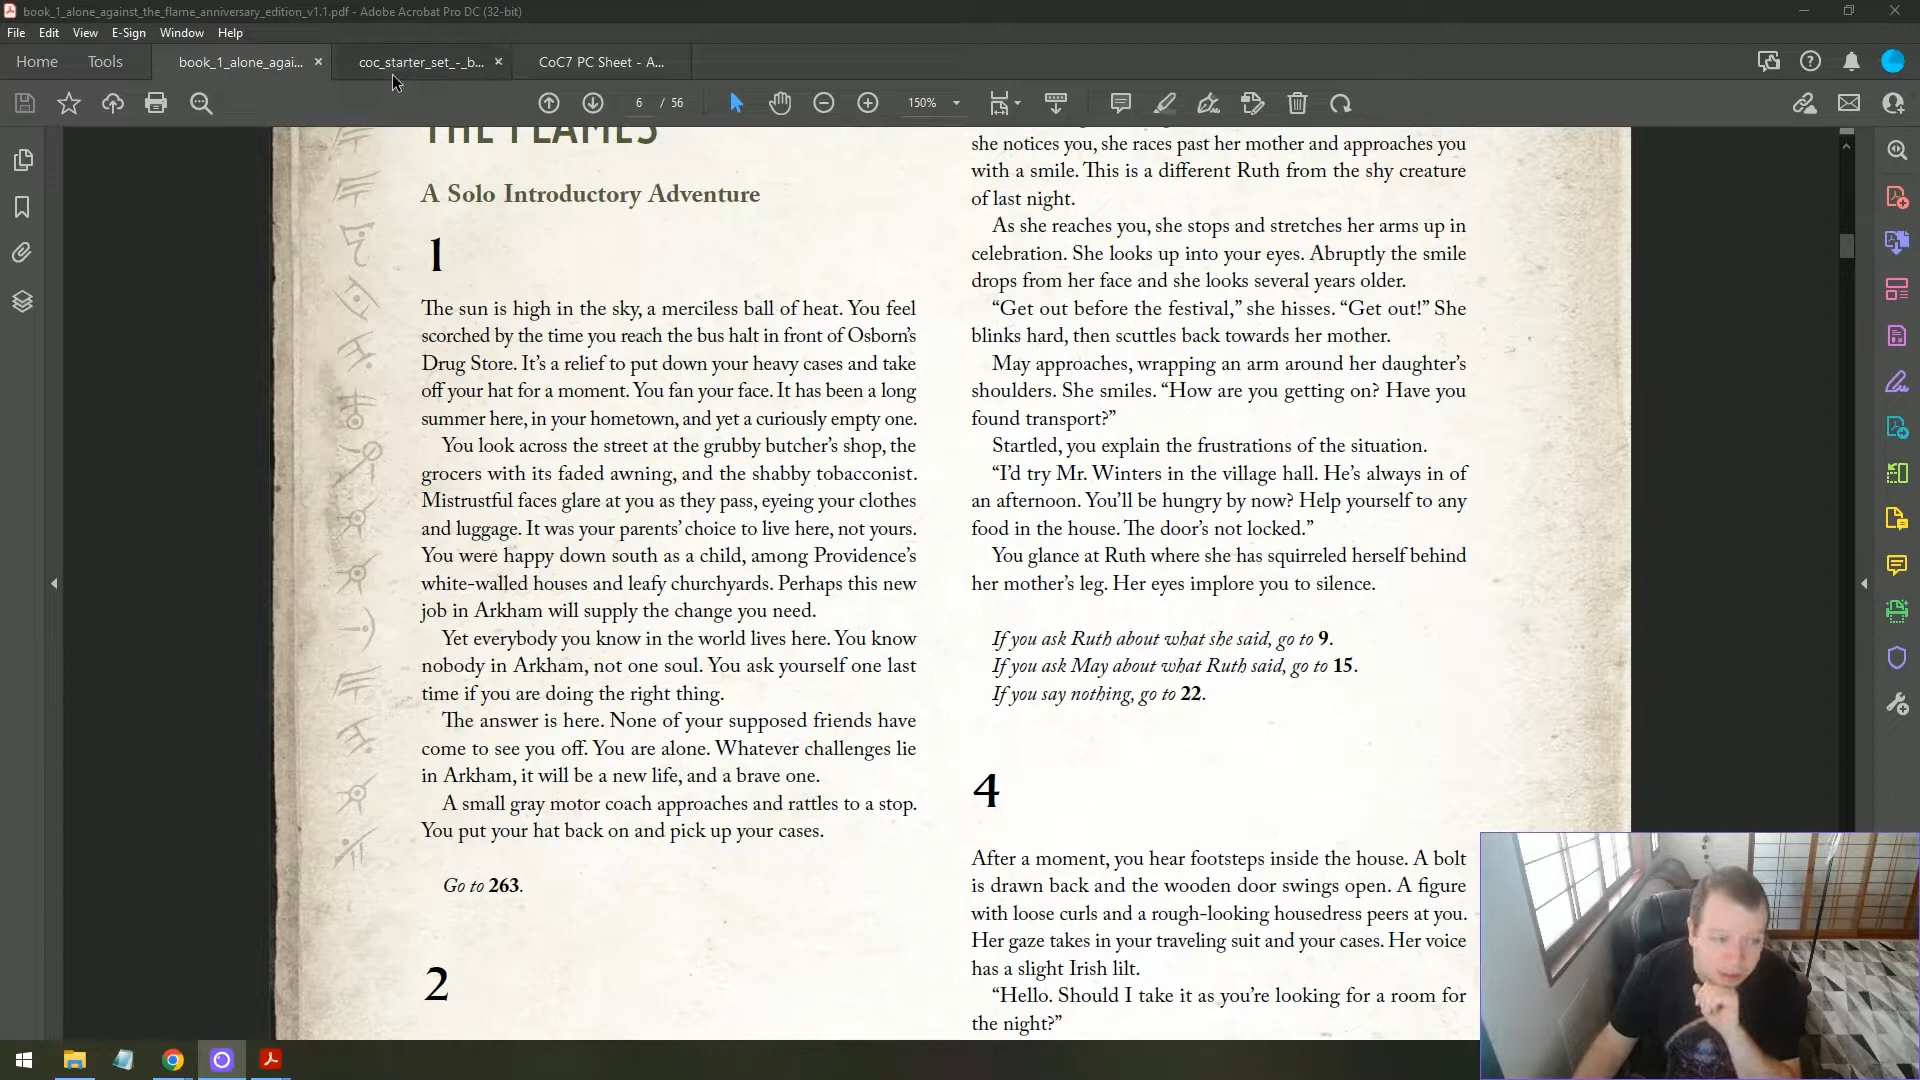 book_1_alone_against_the_flame_anniversary_edition_v1.1.pdf - Adobe Acrobat Pro DC (32-bit)
File Edit View E-Sign Window Help
Home Tools book_1_alone_agai... coc_starter_set_-_b... CoC7 PC Sheet - A...
6 / 56 150%
THE FLAMES
A Solo Introductory Adventure
1
The sun is high in the sky, a merciless ball of heat. You feel
scorched by the time you reach the bus halt in front of Osborn’s
Drug Store. It’s a relief to put down your heavy cases and take
off your hat for a moment. You fan your face. It has been a long
summer here, in your hometown, and yet a curiously empty one.
You look across the street at the grubby butcher’s shop, the
grocers with its faded awning, and the shabby tobacconist.
Mistrustful faces glare at you as they pass, eyeing your clothes
and luggage. It was your parents’ choice to live here, not yours.
You were happy down south as a child, among Providence’s
white-walled houses and leafy churchyards. Perhaps this new
job in Arkham will supply the change you need.
Yet everybody you know in the world lives here. You know
nobody in Arkham, not one soul. You ask yourself one last
time if you are doing the right thing.
The answer is here. None of your supposed friends have
come to see you off. You are alone. Whatever challenges lie
in Arkham, it will be a new life, and a brave one.
A small gray motor coach approaches and rattles to a stop.
You put your hat back on and pick up your cases.
Go to 263.
2
she notices you, she races past her mother and approaches you
with a smile. This is a different Ruth from the shy creature
of last night.
As she reaches you, she stops and stretches her arms up in
celebration. She looks up into your eyes. Abruptly the smile
drops from her face and she looks several years older.
“Get out before the festival,” she hisses. “Get out!” She
blinks hard, then scuttles back towards her mother.
May approaches, wrapping an arm around her daughter’s
shoulders. She smiles. “How are you getting on? Have you
found transport?”
Startled, you explain the frustrations of the situation.
“I’d try Mr. Winters in the village hall. He’s always in of
an afternoon. You’ll be hungry by now? Help yourself to any
food in the house. The door’s not locked.”
You glance at Ruth where she has squirreled herself behind
her mother’s leg. Her eyes implore you to silence.
If you ask Ruth about what she said, go to 9.
If you ask May about what Ruth said, go to 15.
If you say nothing, go to 22.
4
After a moment, you hear footsteps inside the house. A bolt
is drawn back and the wooden door swings open. A figure
with loose curls and a rough-looking housedress peers at you.
Her gaze takes in your traveling suit and your cases. Her voice
has a slight Irish lilt.
“Hello. Should I take it as you’re looking for a room for
the night?”